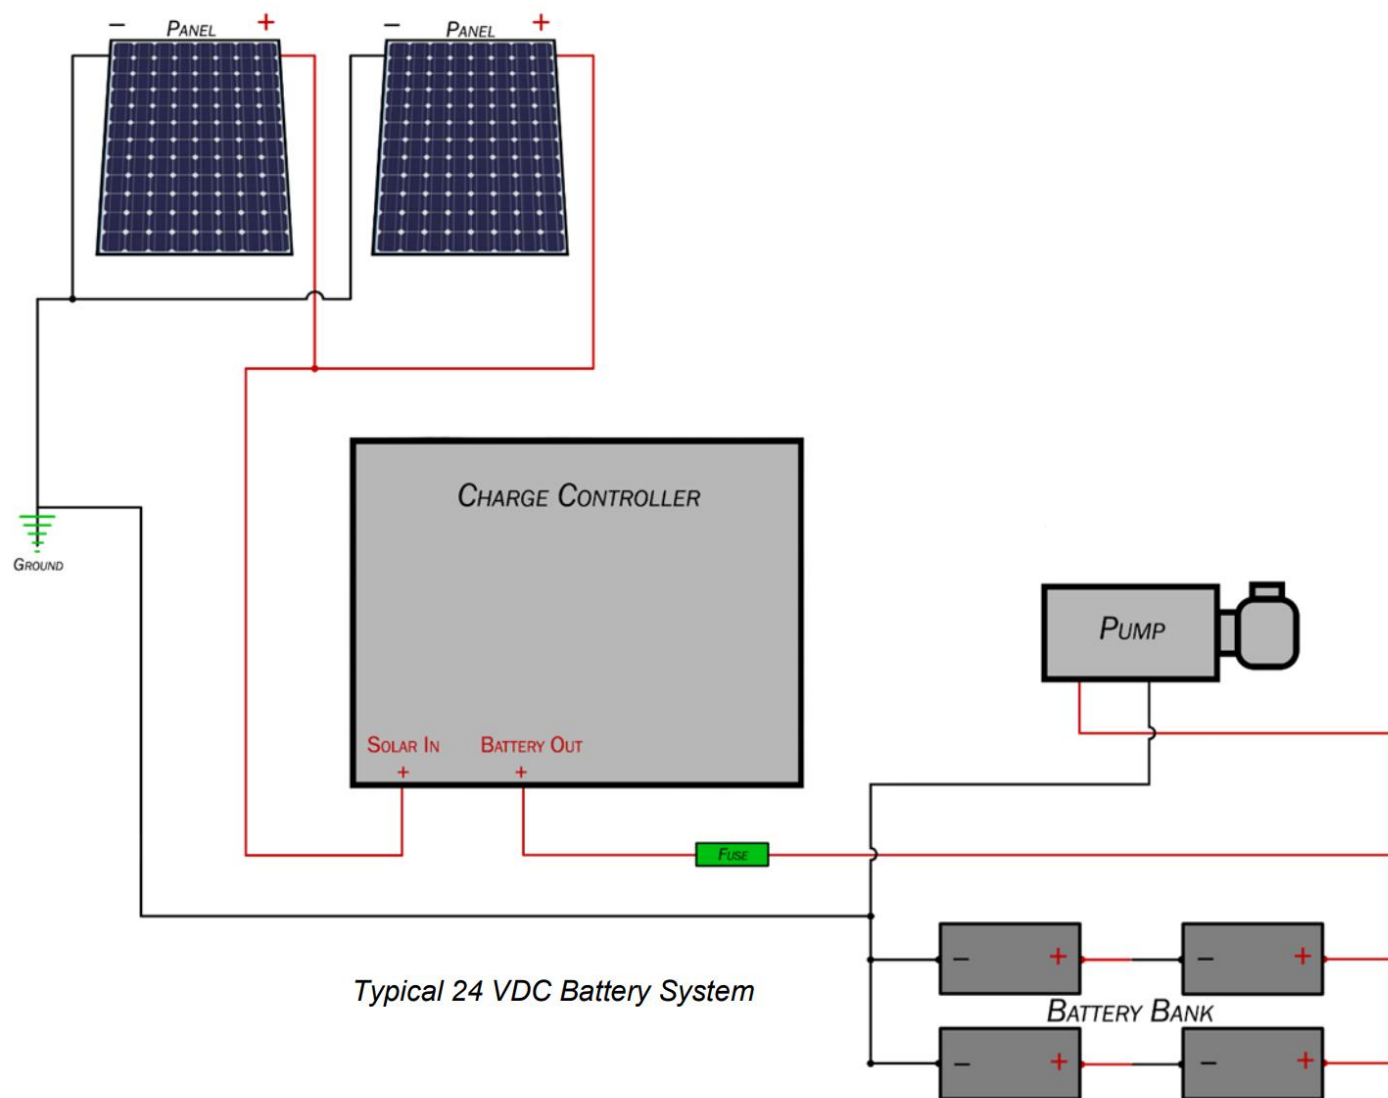 − PANEL + − PANEL +
CHARGE CONTROLLER
GROUND
PUMP
SOLAR IN BATTERY OUT
+ +
FUSE
− + − +
Typical 24 VDC Battery System
BATTERY BANK
− + − +